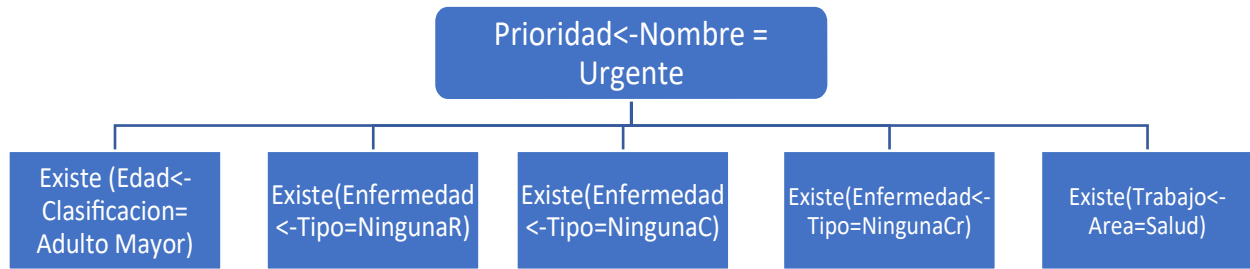 Prioridad<-Nombre =
Urgente
Existe (Edad<-
Clasificacion=
Adulto Mayor)
Existe(Enfermedad
<-Tipo=NingunaR)
Existe(Enfermedad
<-Tipo=NingunaC)
Existe(Enfermedad<-
Tipo=NingunaCr)
Existe(Trabajo<-
Area=Salud)